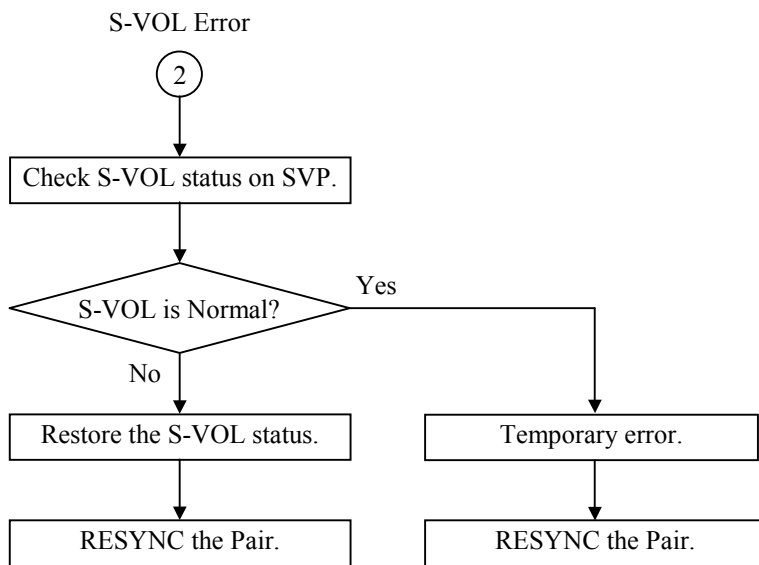 S-VOL Error
2
Check S-VOL status on SVP.
S-VOL is Normal?
Yes
No
Restore the S-VOL status.
Temporary error.
RESYNC the Pair.
RESYNC the Pair.